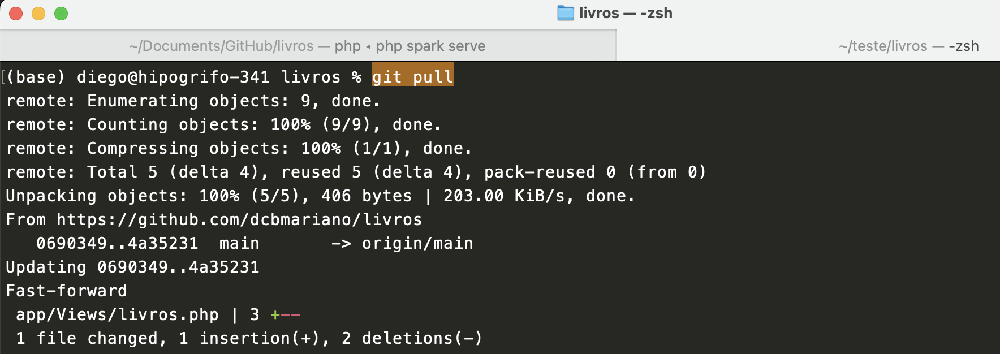 livros — -zsh
~/Documents/GitHub/livros — php ◂ php spark serve
~/teste/livros — -zsh
[(base) diego@hipogrifo-341 livros % git pull
remote: Enumerating objects: 9, done.
remote: Counting objects: 100% (9/9), done.
remote: Compressing objects: 100% (1/1), done.
remote: Total 5 (delta 4), reused 5 (delta 4), pack-reused 0 (from 0)
Unpacking objects: 100% (5/5), 406 bytes | 203.00 KiB/s, done.
From https://github.com/dcbmariano/livros
   0690349..4a35231  main       -> origin/main
Updating 0690349..4a35231
Fast-forward
 app/Views/livros.php | 3 +--
 1 file changed, 1 insertion(+), 2 deletions(-)